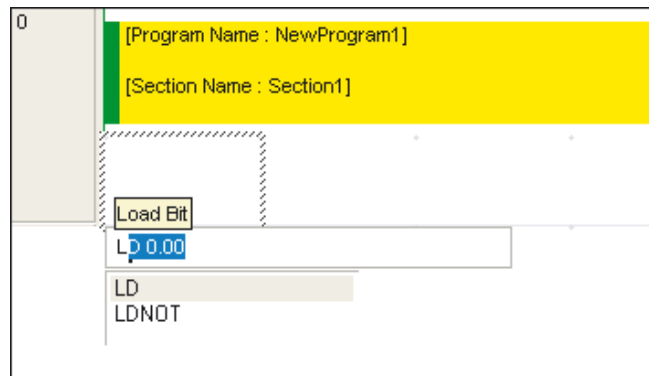 0
[Program Name : NewProgram1]
[Section Name : Section1]
Load Bit
LD 0.00
LD
LDNOT